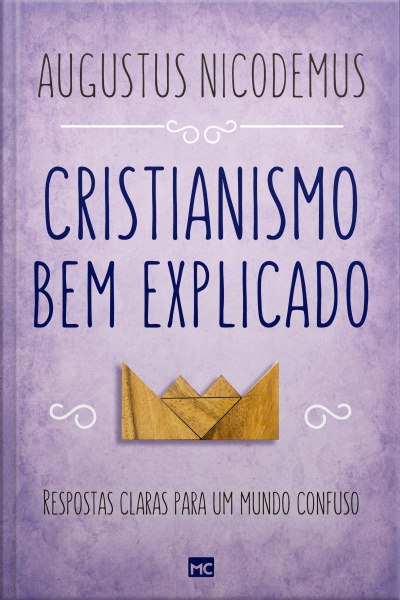 AUGUSTUS NICODEMUS
CRISTIANISMO
BEM EXPLICADO
RESPOSTAS CLARAS PARA UM MUNDO CONFUSO
MC